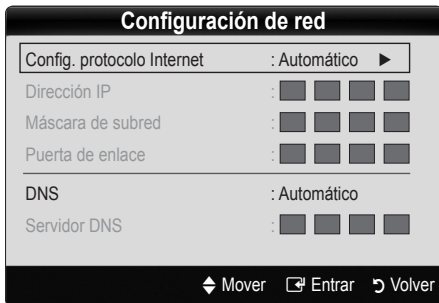 Configuración de red
Config. protocolo Internet : Automático ▶
Dirección IP :
Máscara de subred :
Puerta de enlace :
DNS : Automático
Servidor DNS :
Mover Entrar Volver